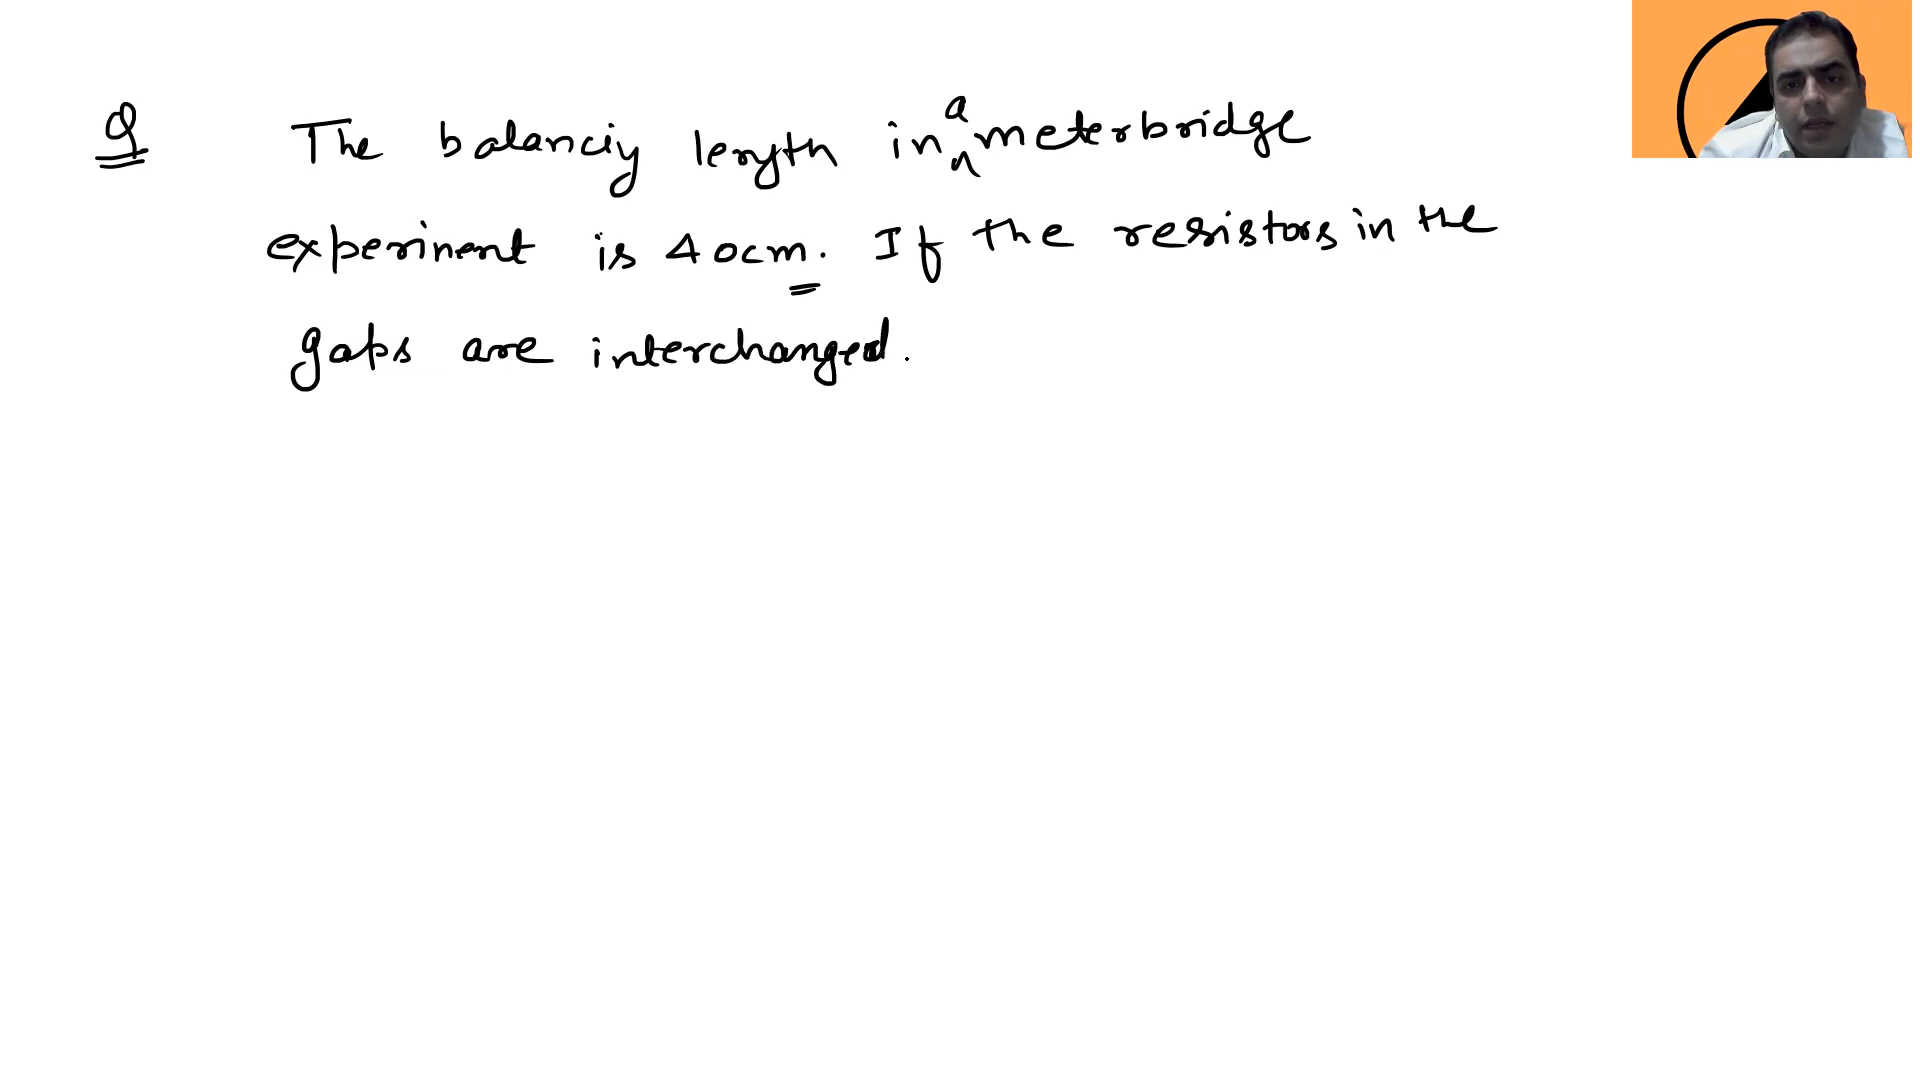 Q The balancing length in a meterbridge
experiment is 40cm. If the resistors in the
gaps are interchanged.